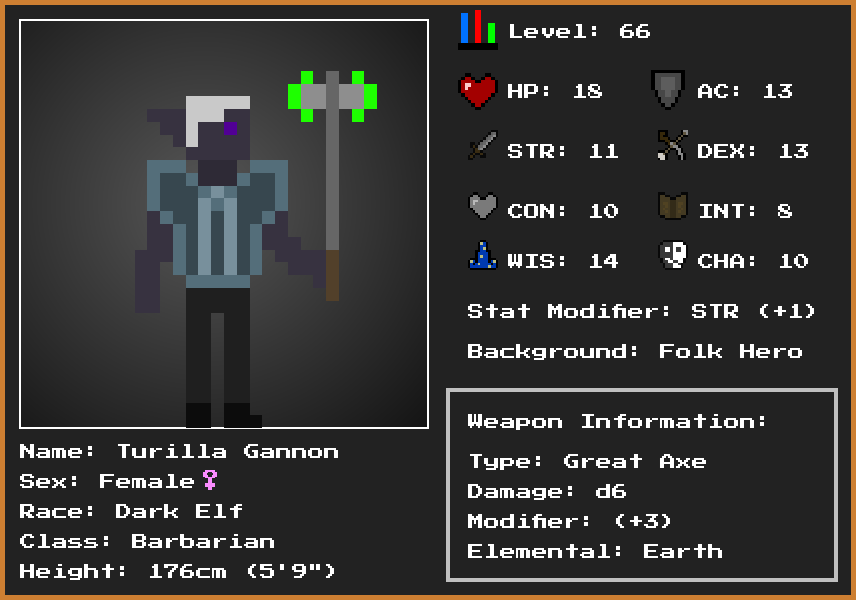 Level: 66
HP: 18
AC: 13
STR: 11
DEX: 13
CON: 10
INT: 8
WIS: 14
CHA: 10
Stat Modifier: STR (+1)
Background: Folk Hero
Weapon Information:
Type: Great Axe
Damage: d6
Modifier: (+3)
Elemental: Earth
Name: Turilla Gannon
Sex: Female♀
Race: Dark Elf
Class: Barbarian
Height: 176cm (5'9")